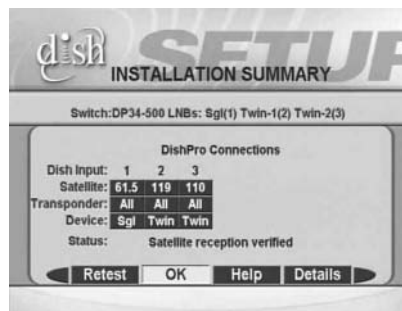 dish
SETUP
INSTALLATION SUMMARY
Switch:DP34-500 LNBs: Sgl(1) Twin-1(2) Twin-2(3)
DishPro Connections
Dish Input: 1 2 3
Satellite: 61.5 119 110
Transponder: All All All
Device: Sgl Twin Twin
Status: Satellite reception verified
Retest OK Help Details